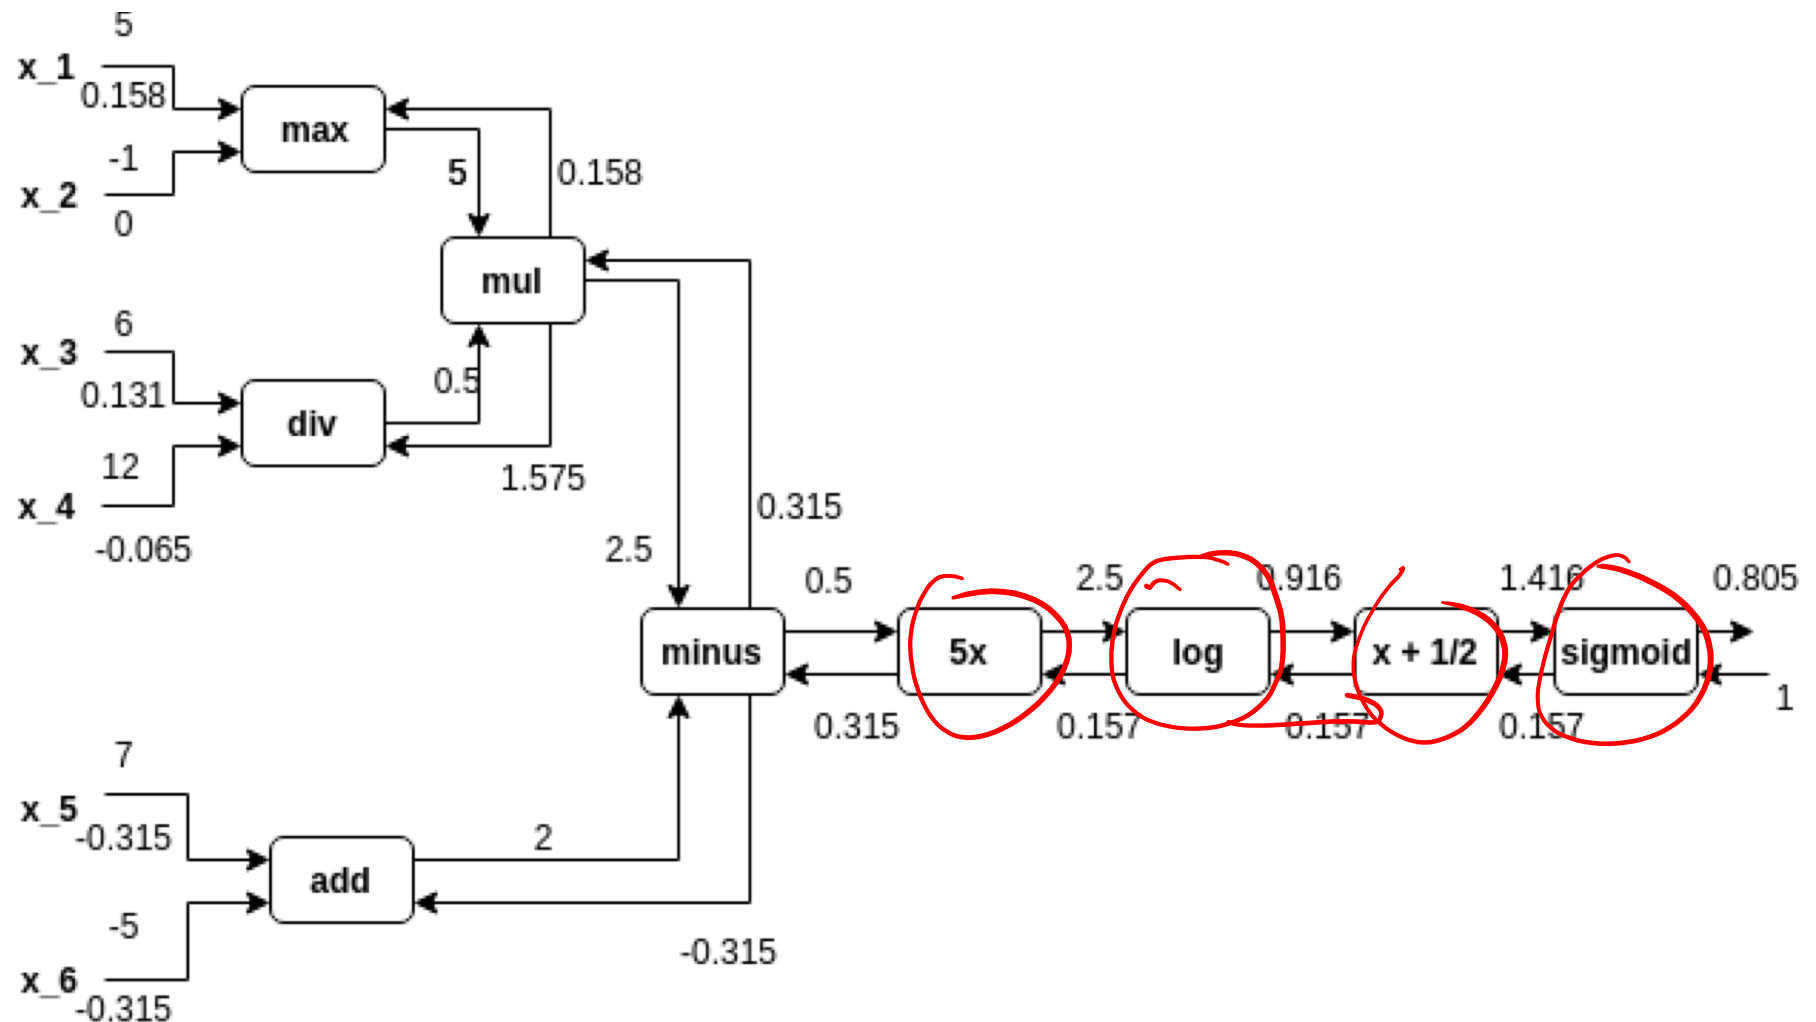 5
x_1
0.158
max
-1
5
0.158
x_2
0
mul
6
x_3
0.131
0.5
div
12
1.575
x_4
0.315
-0.065
2.5
0.5
2.5
0.916
1.416
0.805
minus
5x
log
x + 1/2
sigmoid
0.315
0.157
0.157
0.157
1
7
x_5
-0.315
2
add
-5
-0.315
x_6
-0.315